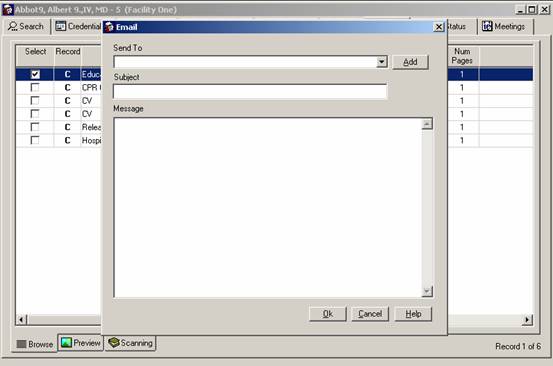 Abbot9, Albert 9.,IV, MD - 5 (Facility One)
Search
Credential
Status
Meetings
Email
Send To
Add
Subject
Message
Ok
Cancel
Help
Select
Record
Num
Pages
C Educa 1
C CPR 1
C CV 1
C CV 1
C Relea 1
C Hospi 1
Browse
Preview
Scanning
Record 1 of 6